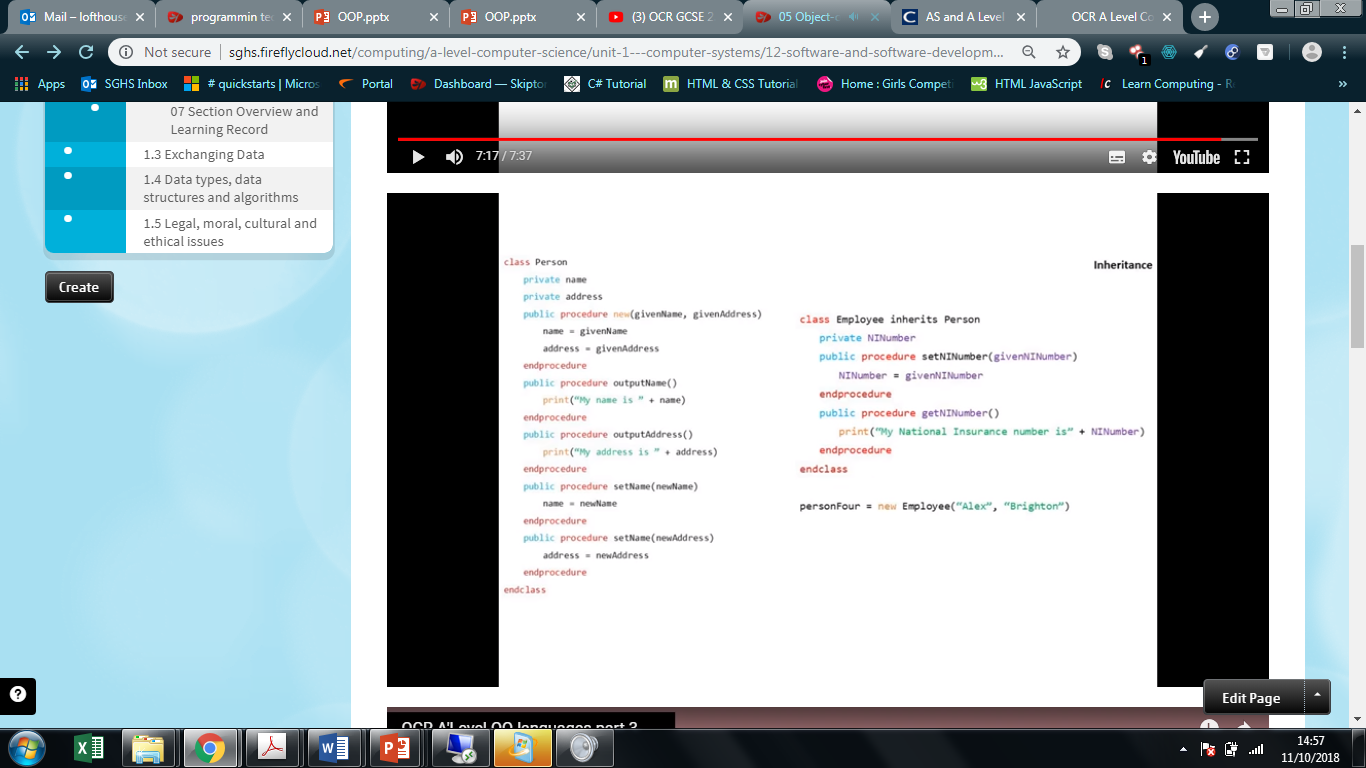 Mail – lofthouse
programmin tec
OOP.pptx
OOP.pptx
(3) OCR GCSE 2
05 Object-o
AS and A Level
OCR A Level Co
Not secure | sghs.fireflycloud.net/computing/a-level-computer-science/unit-1---computer-systems/12-software-and-software-developm...
1
Apps
SGHS Inbox
# quickstarts | Micros
Portal
Dashboard — Skipton
C# Tutorial
HTML & CSS Tutorial
Home : Girls Competi
HTML JavaScript
Learn Computing - R
»
07 Section Overview and
Learning Record
1.3 Exchanging Data
1.4 Data types, data
structures and algorithms
1.5 Legal, moral, cultural and
ethical issues
Create
7:17 / 7:37
YouTube
Inheritance
class Person
private name
private address
public procedure new(givenName, givenAddress)
name = givenName
address = givenAddress
endprocedure
public procedure outputName()
print("My name is " + name)
endprocedure
public procedure outputAddress()
print("My address is " + address)
endprocedure
public procedure setName(newName)
name = newName
endprocedure
public procedure setName(newAddress)
address = newAddress
endprocedure
endclass
class Employee inherits Person
private NINumber
public procedure setNINumber(givenNINumber)
NINumber = givenNINumber
endprocedure
public procedure getNINumber()
print("My National Insurance number is" + NINumber)
endprocedure
endclass
personFour = new Employee("Alex", "Brighton")
?
Edit Page
OCR A'Level OO languages part 3
14:57
11/10/2018